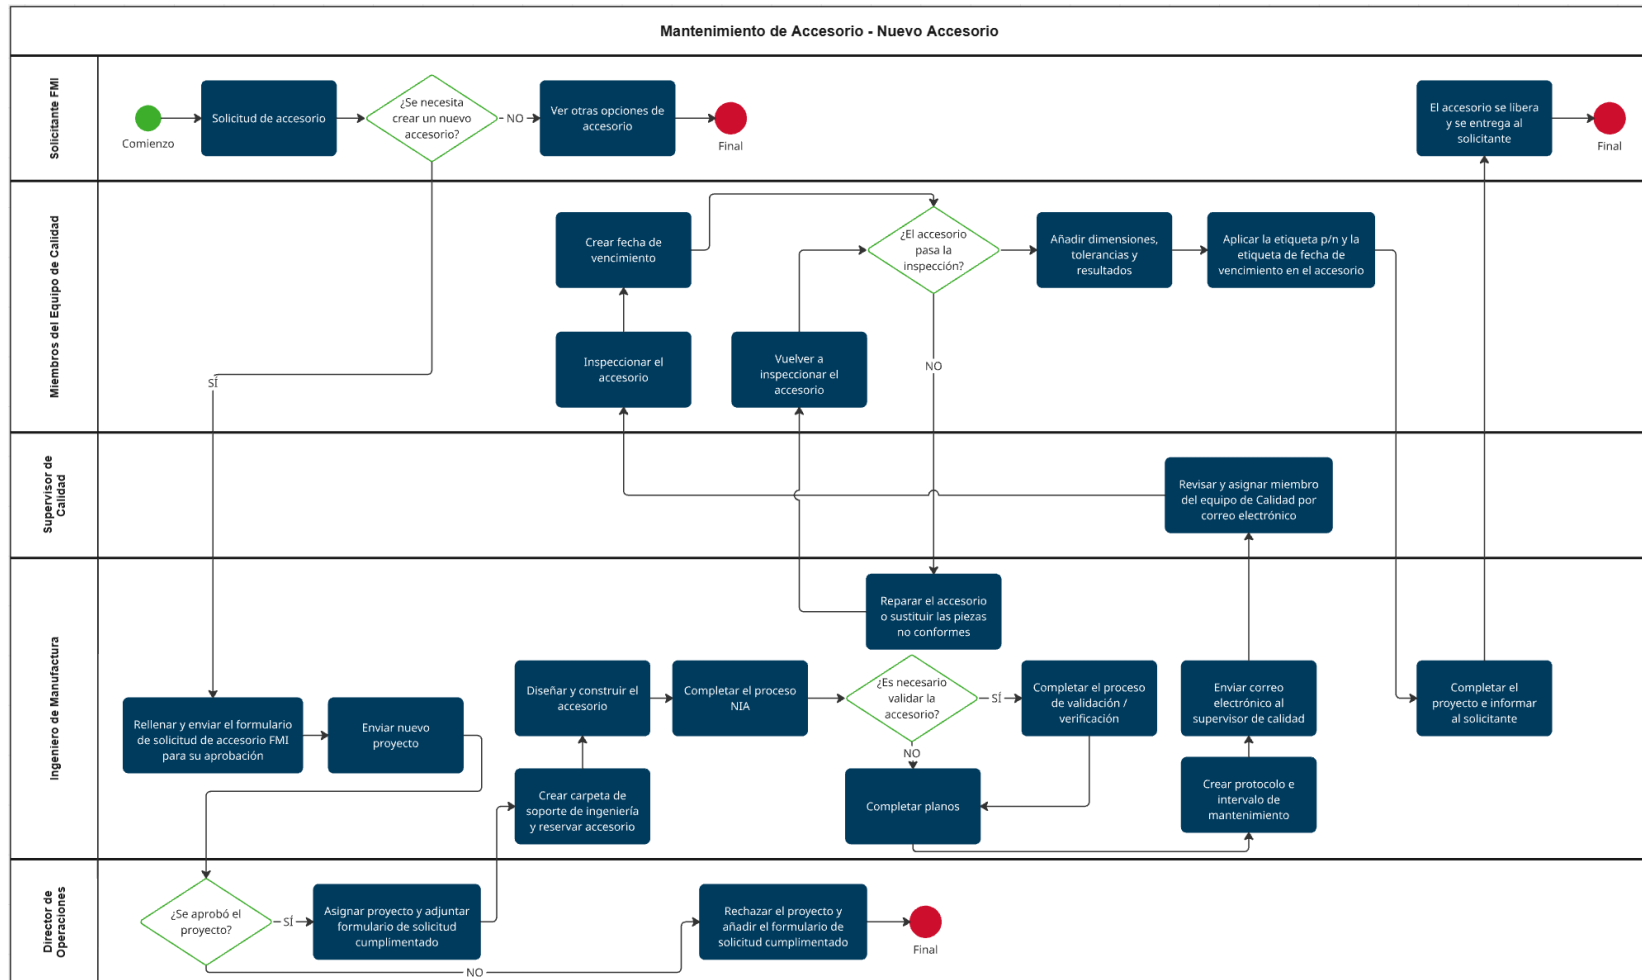 Mantenimiento de Accesorio - Nuevo Accesorio
Solicitante FMI
Comienzo
Solicitud de accesorio
¿Se necesita
crear un nuevo
accesorio?
NO
Ver otras opciones de
accesorio
Final
El accesorio se libera
y se entrega al
solicitante
Final
Miembros del Equipo de Calidad
SÍ
Crear fecha de
vencimiento
Inspeccionar el
accesorio
Vuelver a
inspeccionar el
accesorio
¿El accesorio
pasa la
inspección?
NO
Añadir dimensiones,
tolerancias y
resultados
Aplicar la etiqueta p/n y la
etiqueta de fecha de
vencimiento en el accesorio
Supervisor de
Calidad
Revisar y asignar miembro
del equipo de Calidad por
correo electrónico
Ingeniero de Manufactura
Rellenar y enviar el formulario
de solicitud de accesorio FMI
para su aprobación
Enviar nuevo
proyecto
Diseñar y construir el
accesorio
Crear carpeta de
soporte de ingeniería
y reservar accesorio
Completar el proceso
NIA
Reparar el accesorio
o sustituir las piezas
no conformes
¿Es necesario
validar la
accesorio?
SÍ
NO
Completar el proceso
de validación /
verificación
Completar planos
Enviar correo
electrónico al
supervisor de calidad
Crear protocolo e
intervalo de
mantenimiento
Completar el
proyecto e informar
al solicitante
Director de
Operaciones
¿Se aprobó el
proyecto?
SÍ
Asignar proyecto y adjuntar
formulario de solicitud
cumplimentado
NO
Rechazar el proyecto y
añadir el formulario de
solicitud cumplimentado
Final